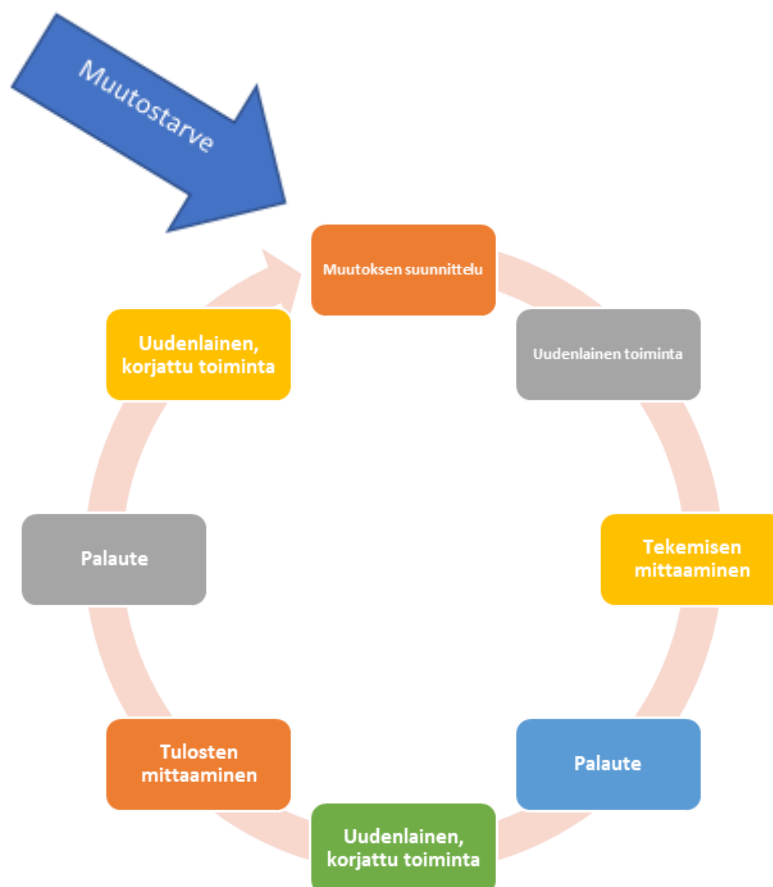 Muutostarve
Muutoksen suunnittelu
Uudenlainen toiminta
Tekemisen
mittaaminen
Palaute
Uudenlainen,
korjattu toiminta
Tulosten
mittaaminen
Palaute
Uudenlainen,
korjattu toiminta